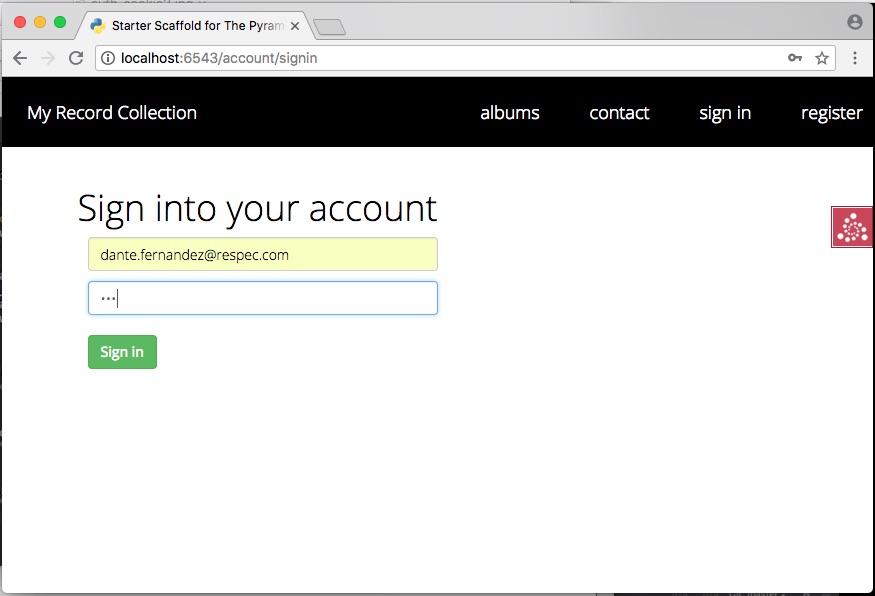 Starter Scaffold for The Pyram
localhost:6543/account/signin
My Record Collection
albums
contact
sign in
register
Sign into your account
dante.fernandez@respec.com
•••
Sign in